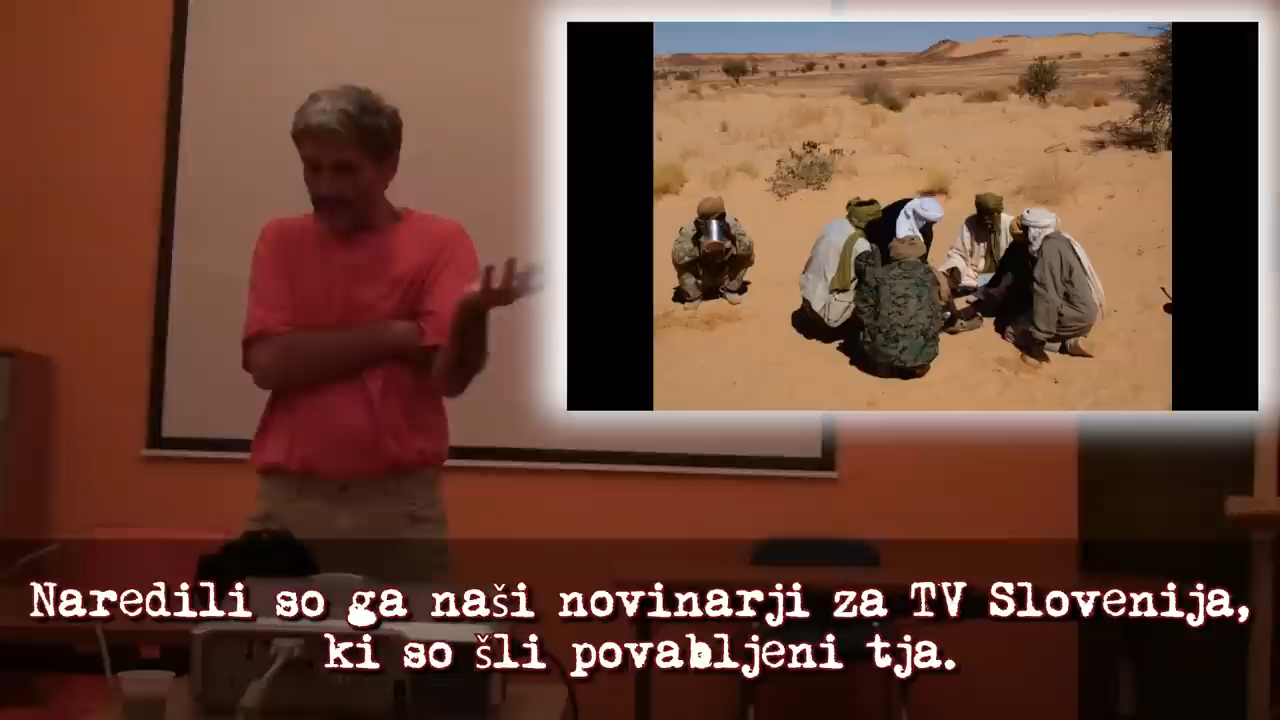 Naredili so ga naši novinarji za TV Slovenija,
ki so šli povabljeni tja.